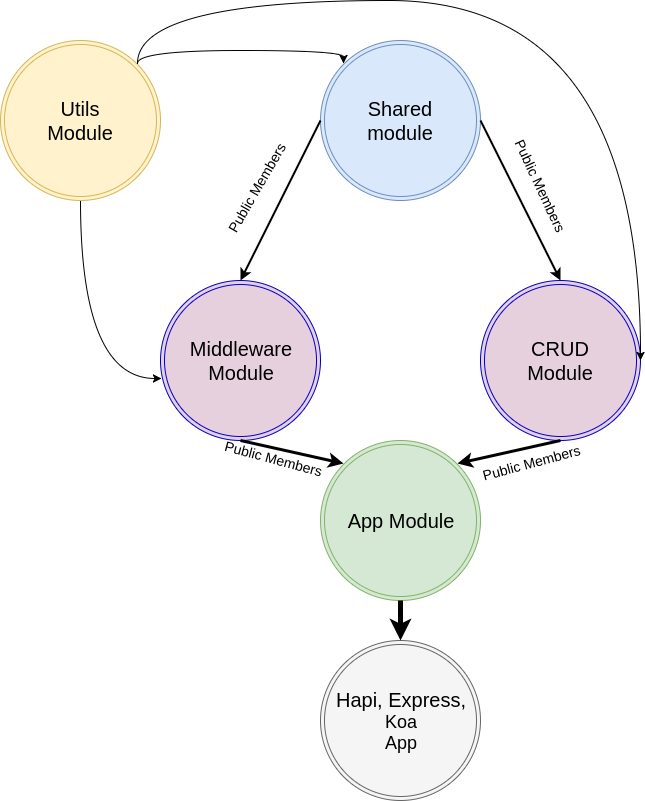 Utils
Module
Shared
module
Public Members
Public Members
Middleware
Module
CRUD
Module
Public Members
Public Members
App Module
Hapi, Express,
Koa
App